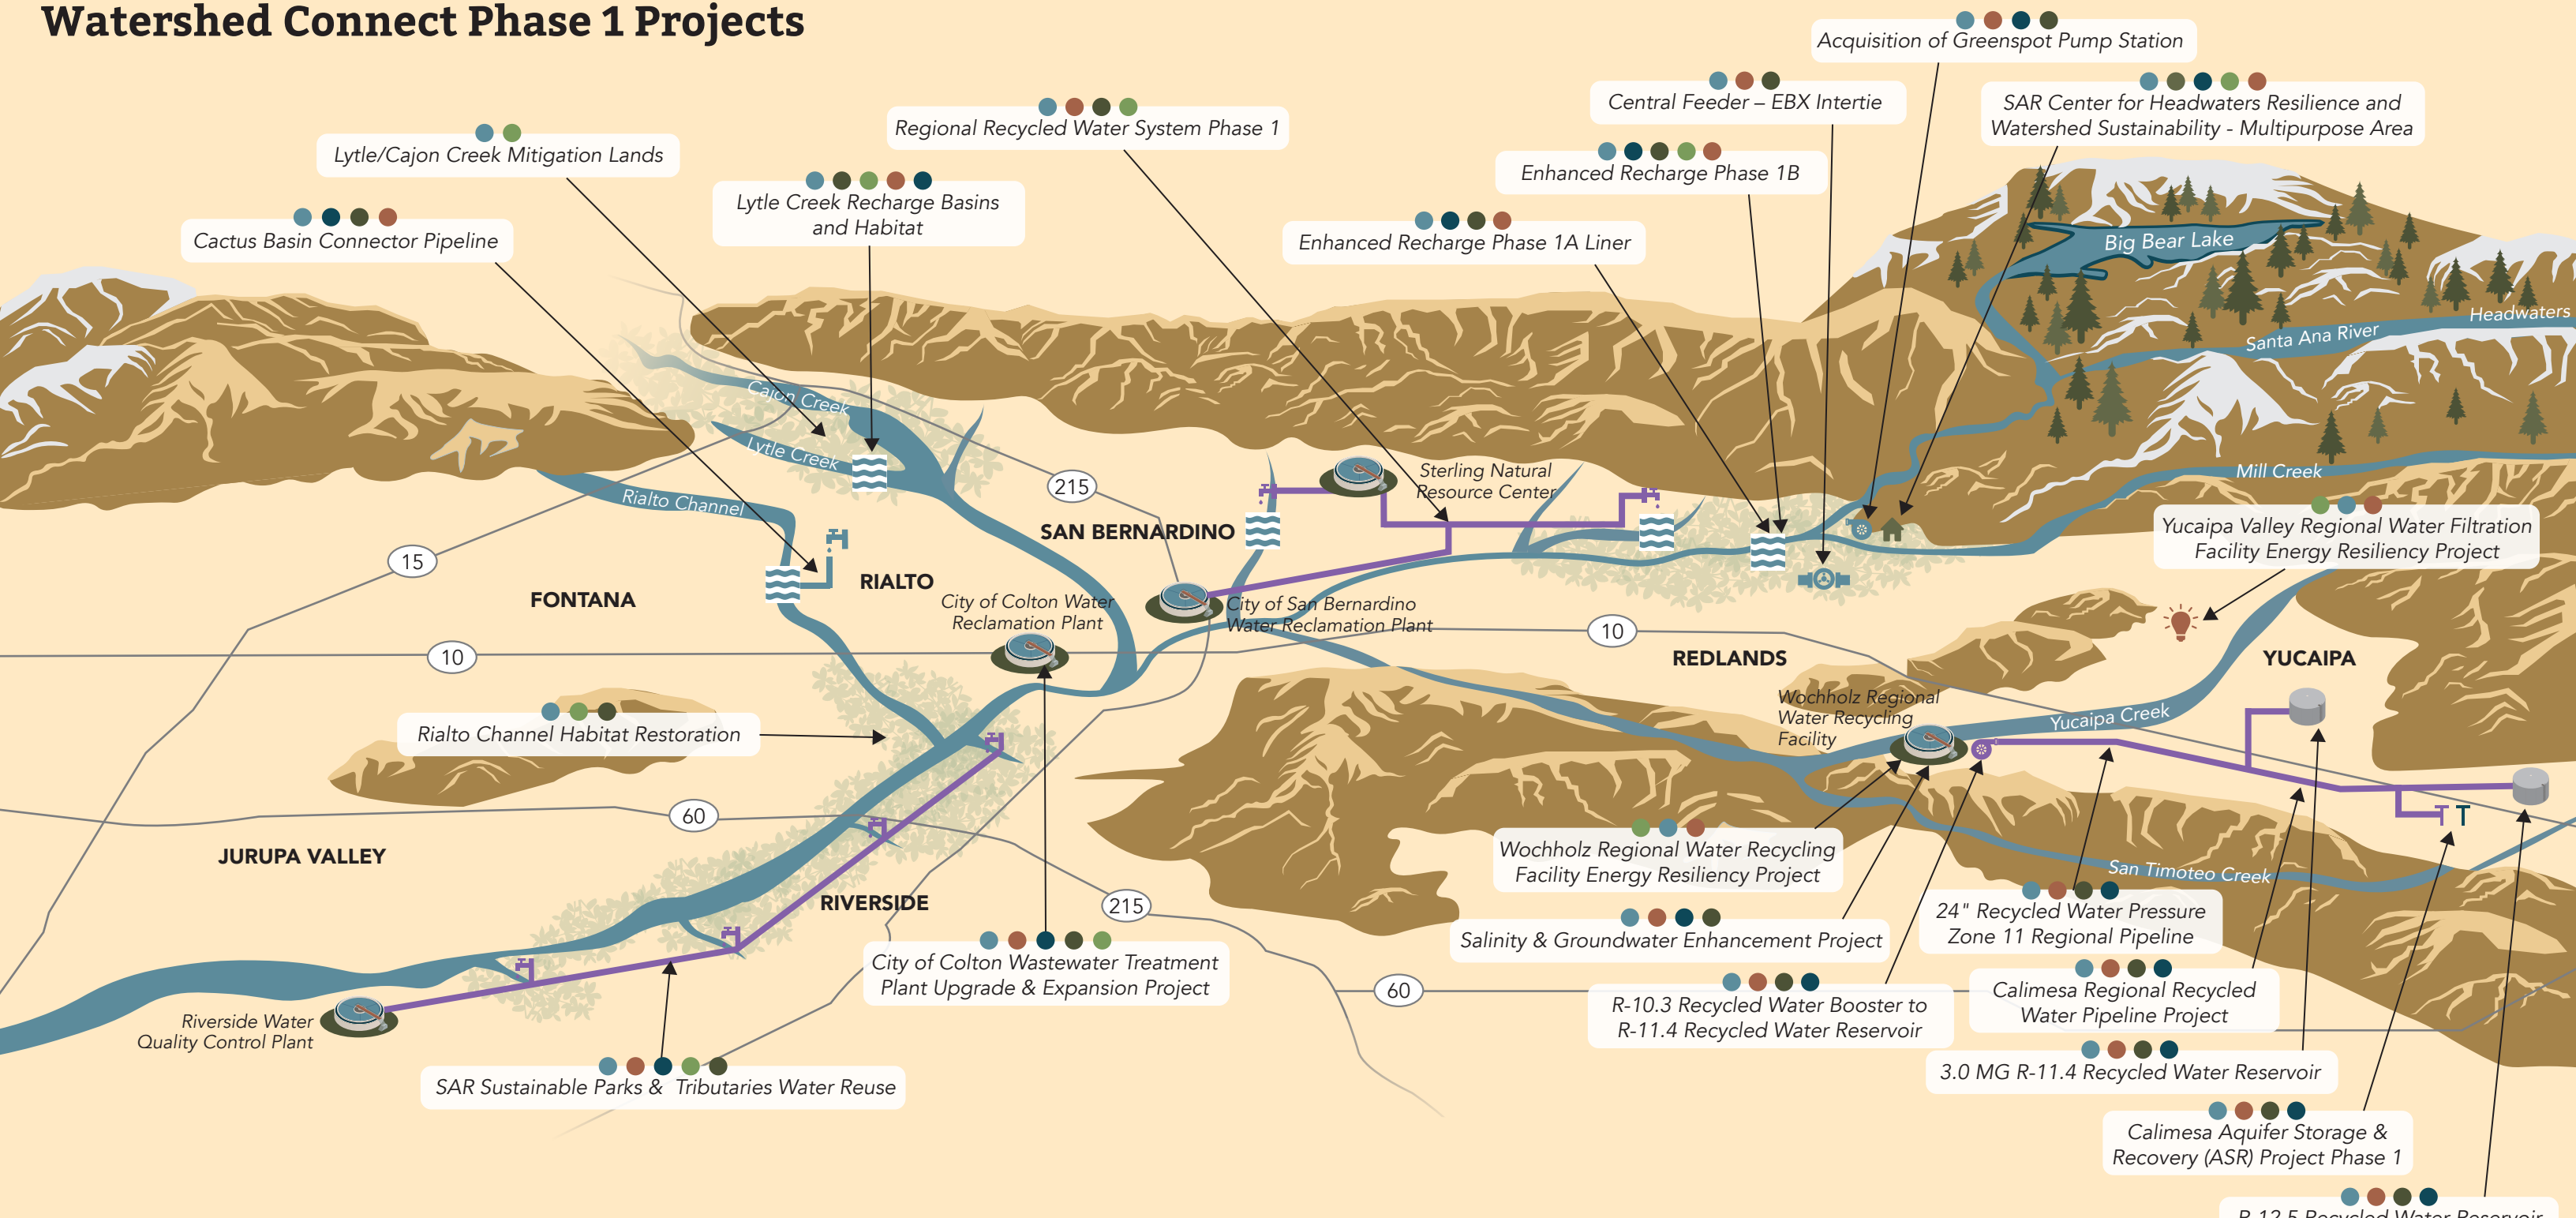 Watershed Connect Phase 1 Projects
Acquisition of Greenspot Pump Station
Central Feeder – EBX Intertie
SAR Center for Headwaters Resilience and
Watershed Sustainability - Multipurpose Area
Regional Recycled Water System Phase 1
Lytle/Cajon Creek Mitigation Lands
Enhanced Recharge Phase 1B
Lytle Creek Recharge Basins
and Habitat
Cactus Basin Connector Pipeline
Enhanced Recharge Phase 1A Liner
Big Bear Lake
Headwaters
Santa Ana River
Cajon Creek
Lytle Creek
Mill Creek
Rialto Channel
215
Sterling Natural
Resource Center
SAN BERNARDINO
Yucaipa Valley Regional Water Filtration
Facility Energy Resiliency Project
15
RIALTO
FONTANA
City of Colton Water
Reclamation Plant
City of San Bernardino
Water Reclamation Plant
10
10
REDLANDS
YUCAIPA
Wochholz Regional
Water Recycling
Facility
Yucaipa Creek
Rialto Channel Habitat Restoration
60
JURUPA VALLEY
Wochholz Regional Water Recycling
Facility Energy Resiliency Project
San Timoteo Creek
RIVERSIDE
215
24" Recycled Water Pressure
Zone 11 Regional Pipeline
Salinity & Groundwater Enhancement Project
City of Colton Wastewater Treatment
Plant Upgrade & Expansion Project
60
Calimesa Regional Recycled
Water Pipeline Project
R-10.3 Recycled Water Booster to
R-11.4 Recycled Water Reservoir
Riverside Water
Quality Control Plant
3.0 MG R-11.4 Recycled Water Reservoir
SAR Sustainable Parks & Tributaries Water Reuse
Calimesa Aquifer Storage &
Recovery (ASR) Project Phase 1
R-12.5 Recycled Water Reservoir